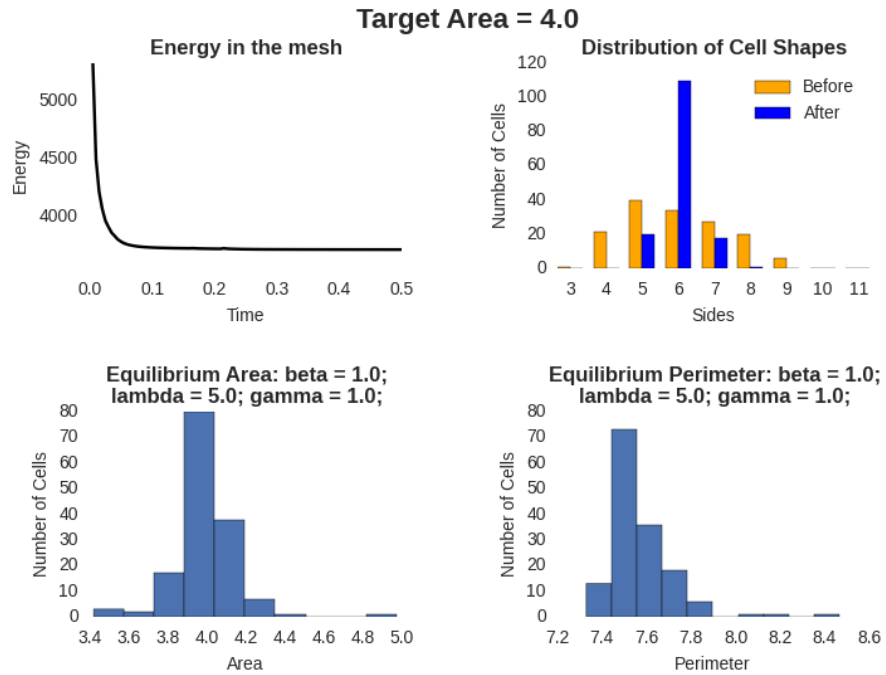 Target Area = 4.0
Energy in the mesh
Energy
5000
4500
4000
0.0 0.1 0.2 0.3 0.4 0.5
Time
Distribution of Cell Shapes
Number of Cells
120
100
80
60
40
20
0
Before
After
3 4 5 6 7 8 9 10 11
Sides
Equilibrium Area: beta = 1.0;
lambda = 5.0; gamma = 1.0;
Number of Cells
80
70
60
50
40
30
20
10
0
3.4 3.6 3.8 4.0 4.2 4.4 4.6 4.8 5.0
Area
Equilibrium Perimeter: beta = 1.0;
lambda = 5.0; gamma = 1.0;
Number of Cells
80
70
60
50
40
30
20
10
0
7.2 7.4 7.6 7.8 8.0 8.2 8.4 8.6
Perimeter